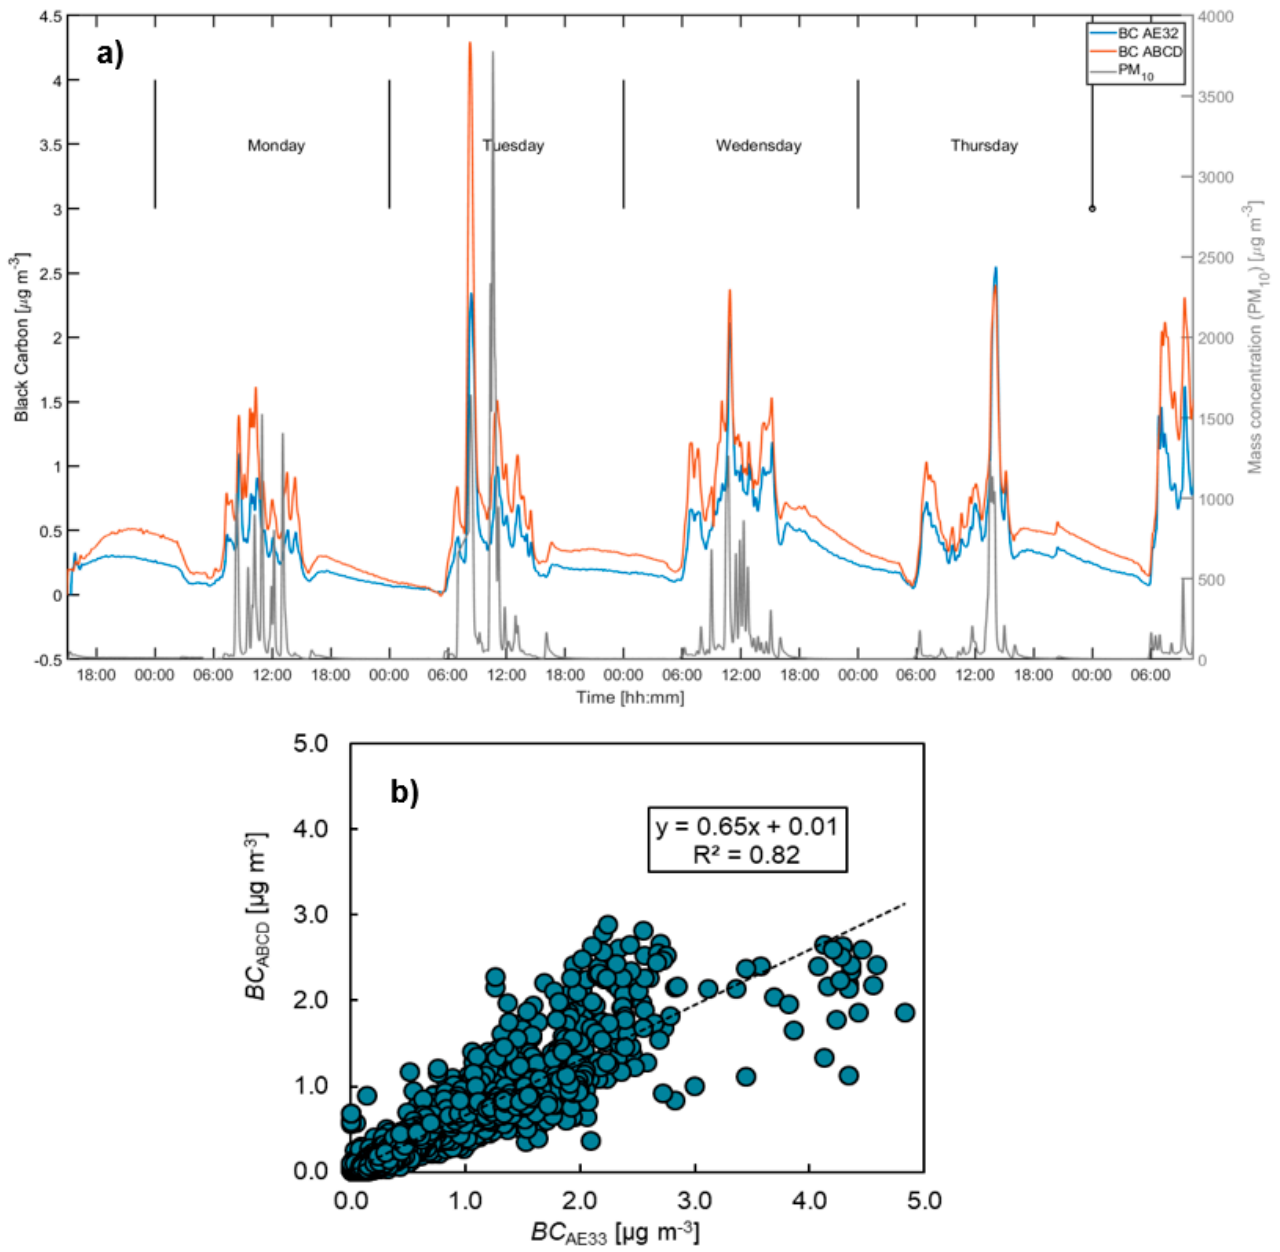 a)
BC AE32
BC ABCD
PM10
Monday
Tuesday
Wedensday
Thursday
4.5
4
3.5
3
2.5
2
1.5
1
0.5
0
-0.5
Black Carbon [µg m-3]
4000
3500
3000
2500
2000
1500
1000
500
0
Mass concentration (PM10) [µg m-3]
18:00 00:00 06:00 12:00 18:00 00:00 06:00 12:00 18:00 00:00 06:00 12:00 18:00 00:00 06:00 12:00 18:00 00:00 06:00
Time [hh:mm]
b)
y = 0.65x + 0.01
R² = 0.82
5.0
4.0
3.0
2.0
1.0
0.0
BCABCD [µg m-3]
0.0 1.0 2.0 3.0 4.0 5.0
BCAE33 [µg m-3]